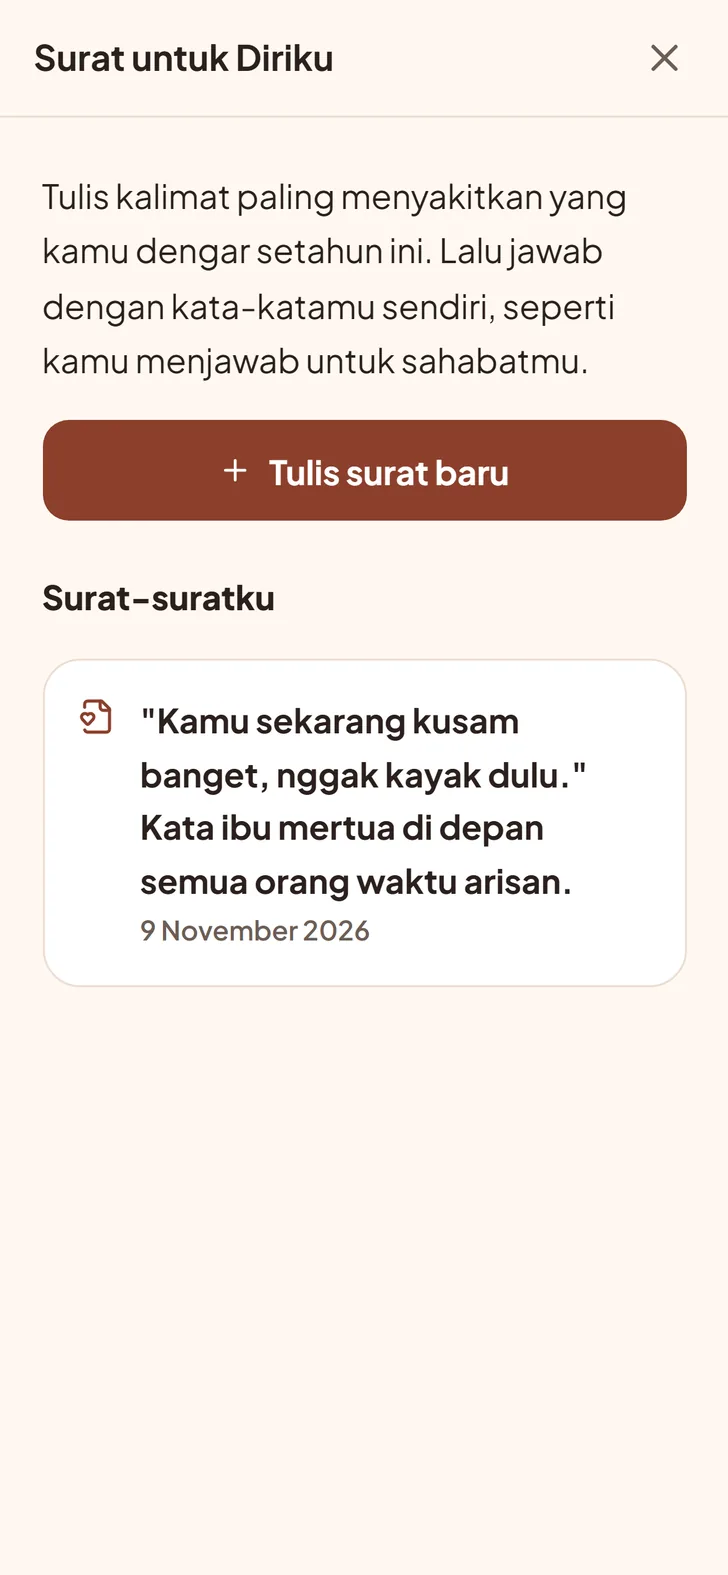 Surat untuk Diriku
Tulis kalimat paling menyakitkan yang
kamu dengar setahun ini. Lalu jawab
dengan kata-katamu sendiri, seperti
kamu menjawab untuk sahabatmu.
+ Tulis surat baru
Surat-suratku
"Kamu sekarang kusam
banget, nggak kayak dulu."
Kata ibu mertua di depan
semua orang waktu arisan.
9 November 2026